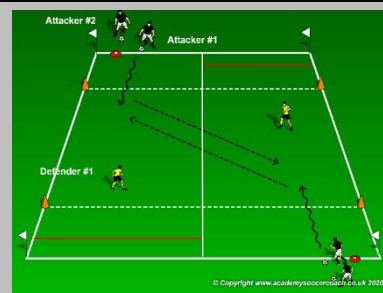 Attacker #2
Attacker #1
Defender #1
© Copyright www.academysoccercoach.co.uk 2020